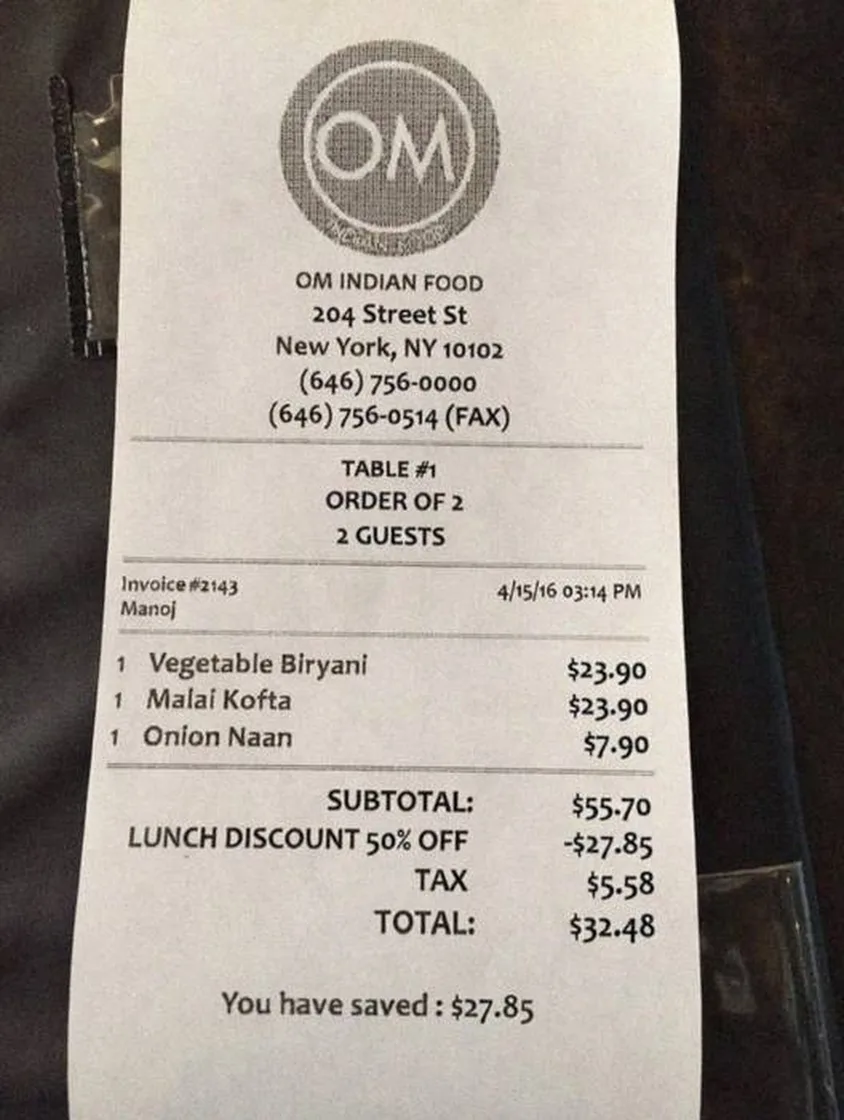 OM
INDIAN FOOD
OM INDIAN FOOD
204 Street St
New York, NY 10102
(646) 756-0000
(646) 756-0514 (FAX)
TABLE #1
ORDER OF 2
2 GUESTS
Invoice #2143 4/15/16 03:14 PM
Manoj
1 Vegetable Biryani $23.90
1 Malai Kofta $23.90
1 Onion Naan $7.90
SUBTOTAL: $55.70
LUNCH DISCOUNT 50% OFF -$27.85
TAX $5.58
TOTAL: $32.48
You have saved : $27.85